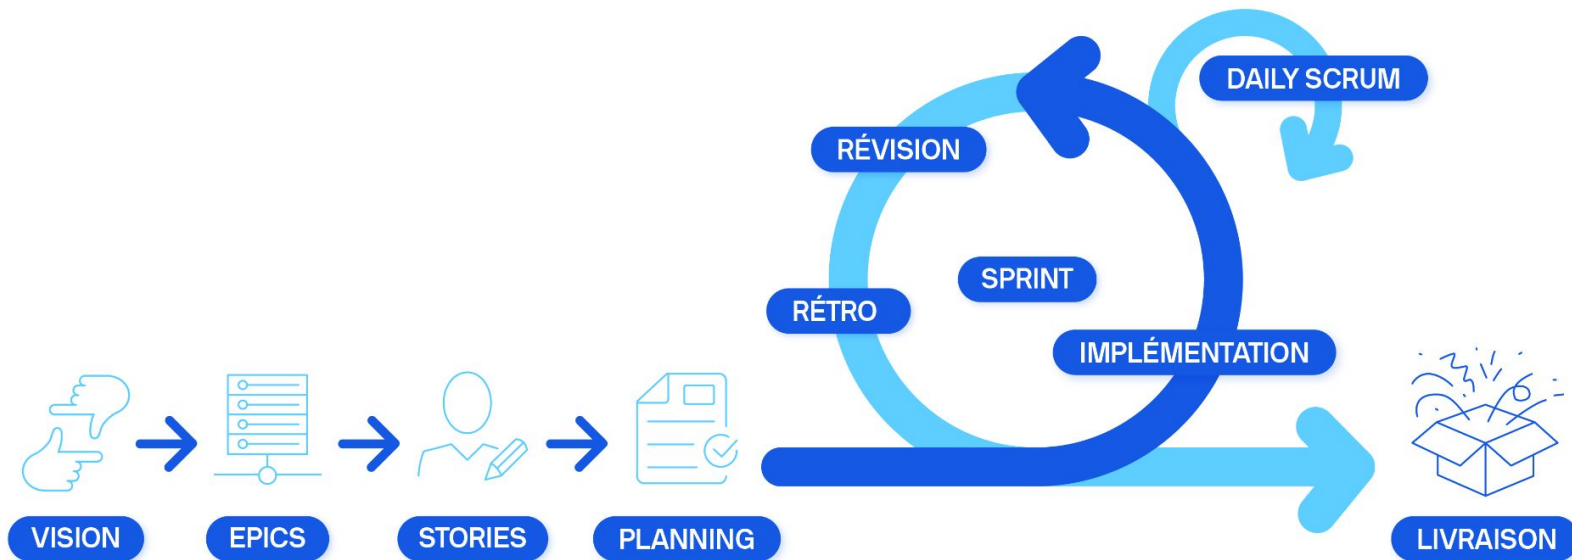 VISION
EPICS
STORIES
PLANNING
IMPLÉMENTATION
DAILY SCRUM
RÉVISION
RÉTRO
SPRINT
LIVRAISON